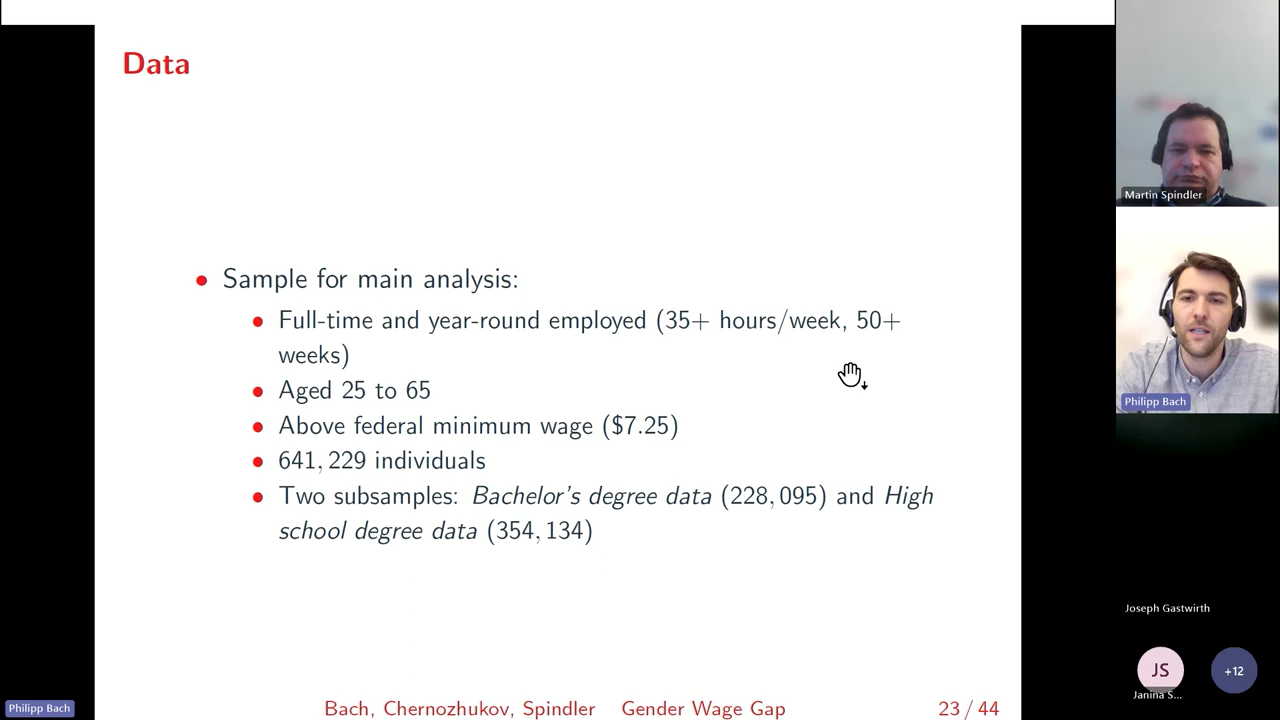 Data
• Sample for main analysis:
• Full-time and year-round employed (35+ hours/week, 50+
weeks)
• Aged 25 to 65
• Above federal minimum wage ($7.25)
• 641, 229 individuals
• Two subsamples: Bachelor's degree data (228, 095) and High
school degree data (354, 134)
Bach, Chernozhukov, Spindler Gender Wage Gap 23 / 44
Philipp Bach
Martin Spindler
Philipp Bach
Joseph Gastwirth
JS
+12
Janina S...